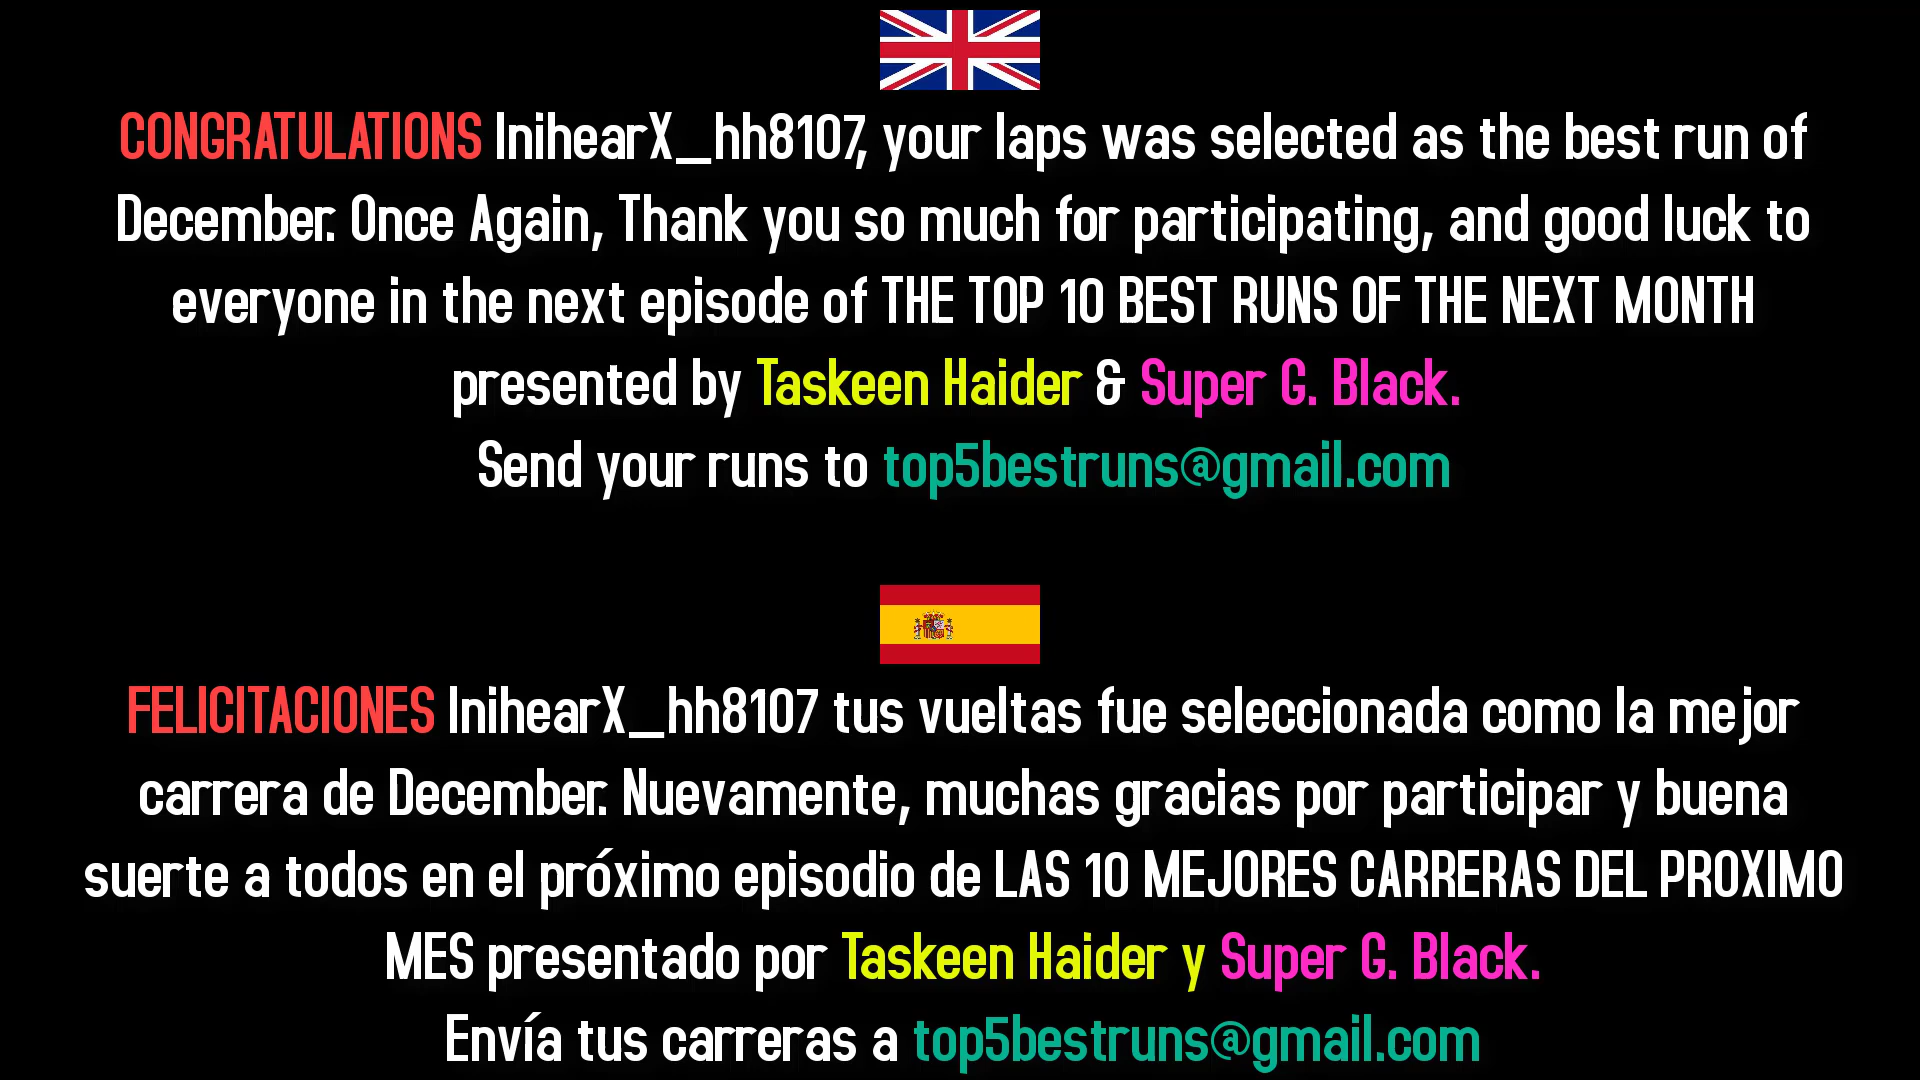 CONGRATULATIONS InihearX_hh8107, your laps was selected as the best run of
December. Once Again, Thank you so much for participating, and good luck to
everyone in the next episode of THE TOP 10 BEST RUNS OF THE NEXT MONTH
presented by Taskeen Haider & Super G. Black.
Send your runs to top5bestruns@gmail.com
FELICITACIONES InihearX_hh8107 tus vueltas fue seleccionada como la mejor
carrera de December. Nuevamente, muchas gracias por participar y buena
suerte a todos en el próximo episodio de LAS 10 MEJORES CARRERAS DEL PROXIMO
MES presentado por Taskeen Haider y Super G. Black.
Envía tus carreras a top5bestruns@gmail.com